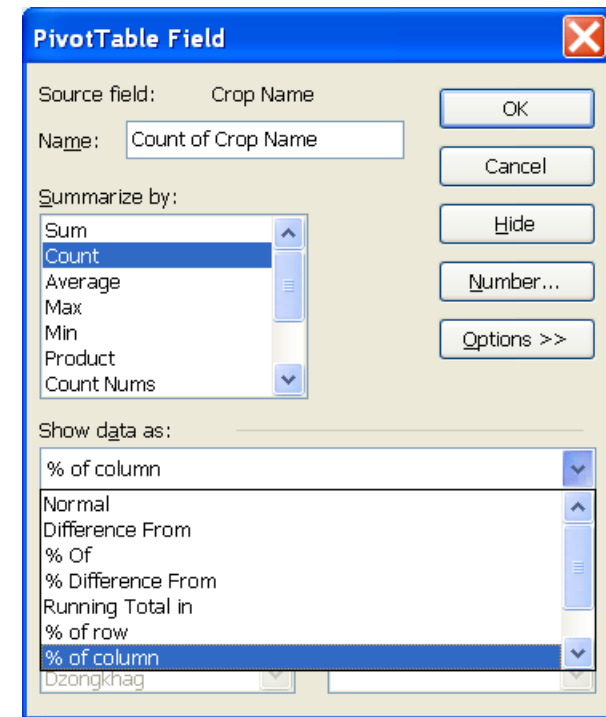 PivotTable Field
Source field: Crop Name
Name: Count of Crop Name
OK
Cancel
Hide
Number...
Options >>
Summarize by:
Sum
Count
Average
Max
Min
Product
Count Nums
Show data as:
% of column
Normal
Difference From
% Of
% Difference From
Running Total in
% of row
% of column
Dzongkhag